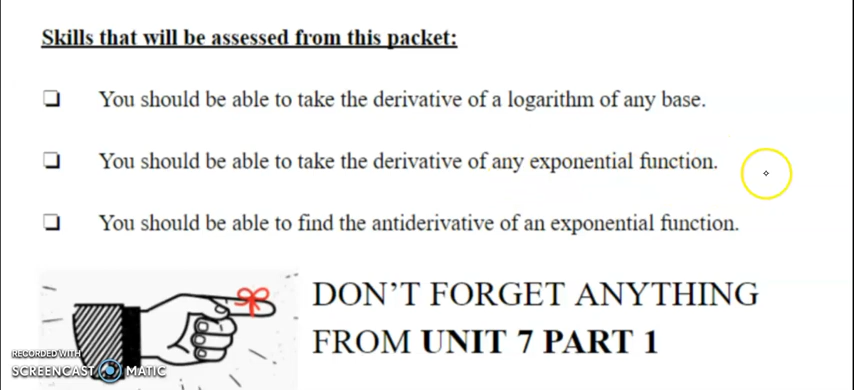 Skills that will be assessed from this packet:
❏ You should be able to take the derivative of a logarithm of any base.
❏ You should be able to take the derivative of any exponential function.
❏ You should be able to find the antiderivative of an exponential function.
DON’T FORGET ANYTHING
FROM UNIT 7 PART 1
RECORDED WITH
SCREENCAST MATIC